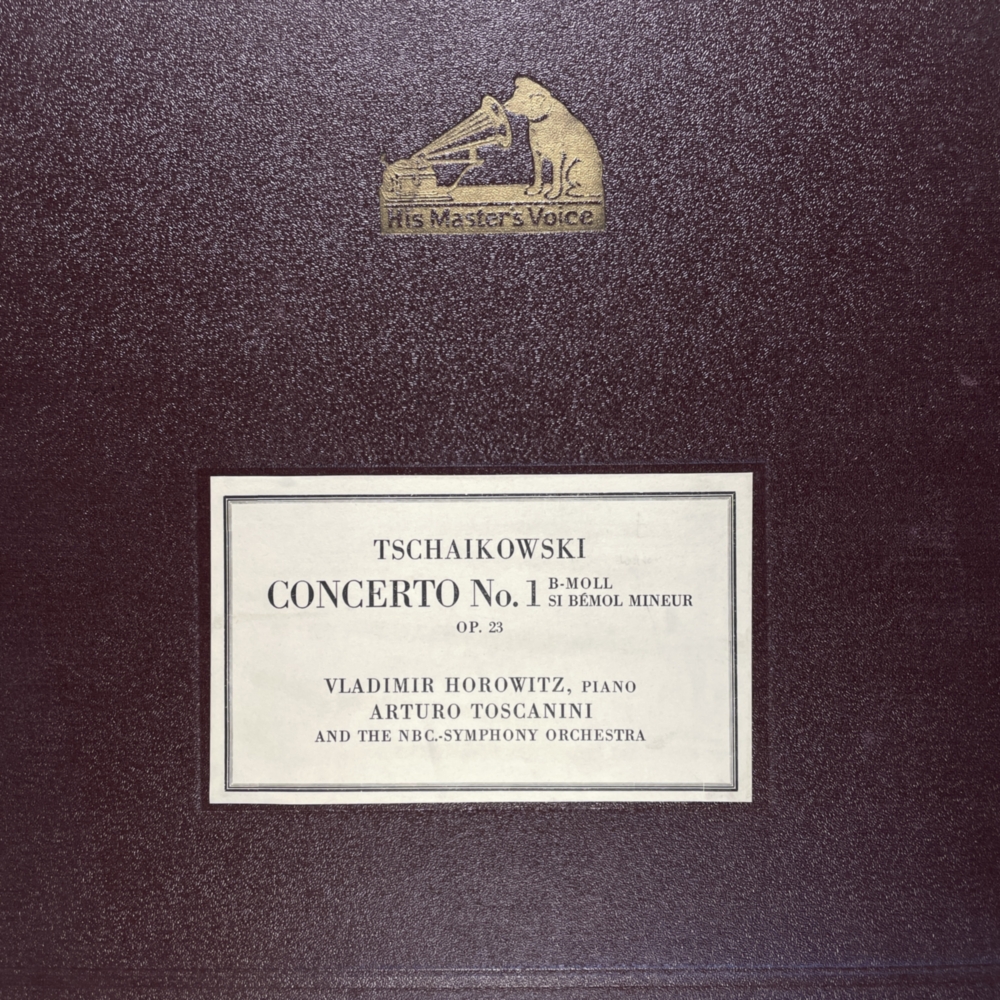 His Master's Voice
TSCHAIKOWSKI
CONCERTO No. 1 B-MOLL
SI BÉMOL MINEUR
OP. 23
VLADIMIR HOROWITZ, PIANO
ARTURO TOSCANINI
AND THE NBC.-SYMPHONY ORCHESTRA